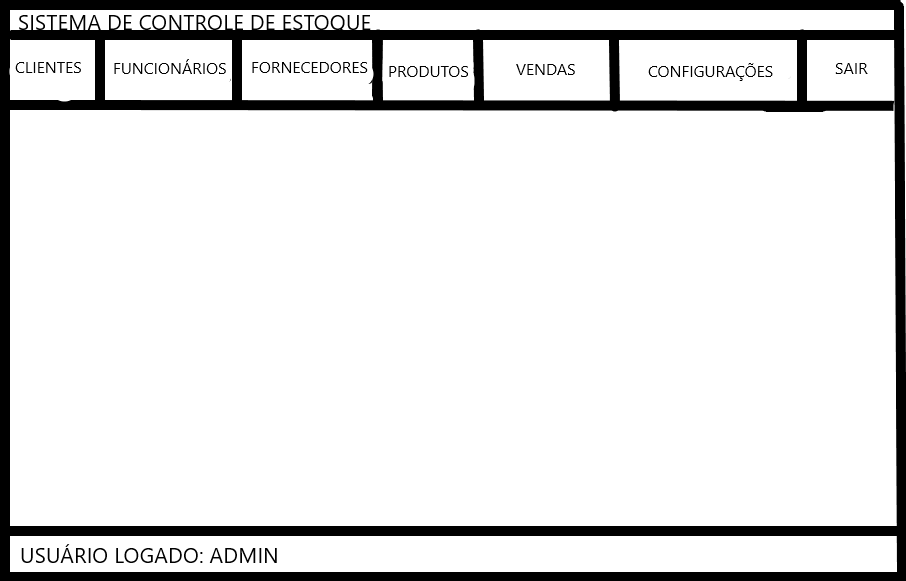 SISTEMA DE CONTROLE DE ESTOQUE
CLIENTES FUNCIONÁRIOS FORNECEDORES PRODUTOS VENDAS CONFIGURAÇÕES SAIR
USUÁRIO LOGADO: ADMIN